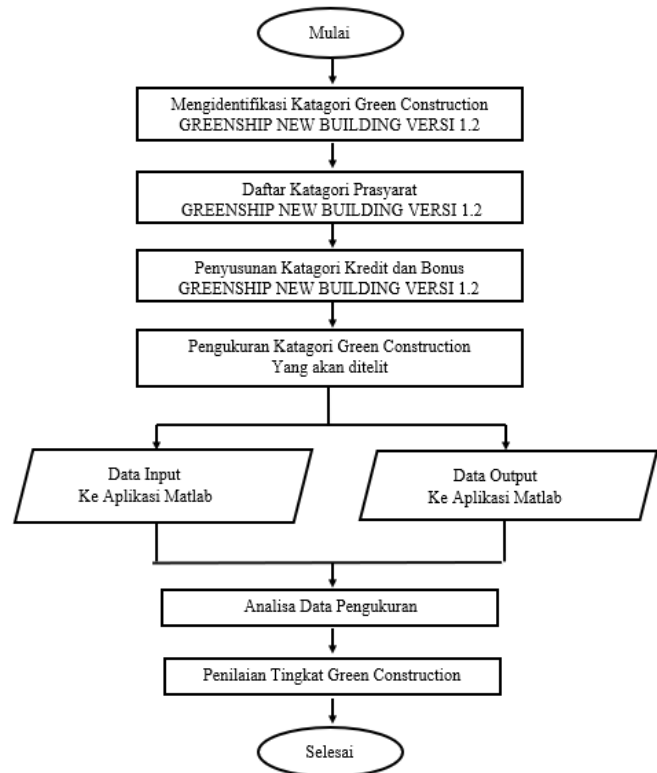 Mulai
Mengidentifikasi Katagori Green Construction
GREENSHIP NEW BUILDING VERSI 1.2
Daftar Katagori Prasyarat
GREENSHIP NEW BUILDING VERSI 1.2
Penyusunan Katagori Kredit dan Bonus
GREENSHIP NEW BUILDING VERSI 1.2
Pengukuran Katagori Green Construction
Yang akan ditelit
Data Input
Ke Aplikasi Matlab
Data Output
Ke Aplikasi Matlab
Analisa Data Pengukuran
Penilaian Tingkat Green Construction
Selesai